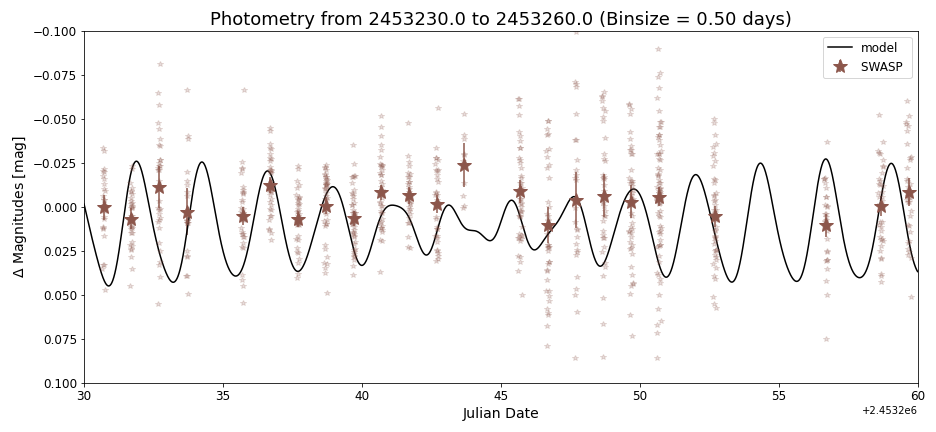 Photometry from 2453230.0 to 2453260.0 (Binsize = 0.50 days)
−0.100
−0.075
−0.050
−0.025
0.000
0.025
0.050
0.075
0.100
Δ Magnitudes [mag]
model
SWASP
30
35
40
45
50
55
60
+2.4532e6
Julian Date